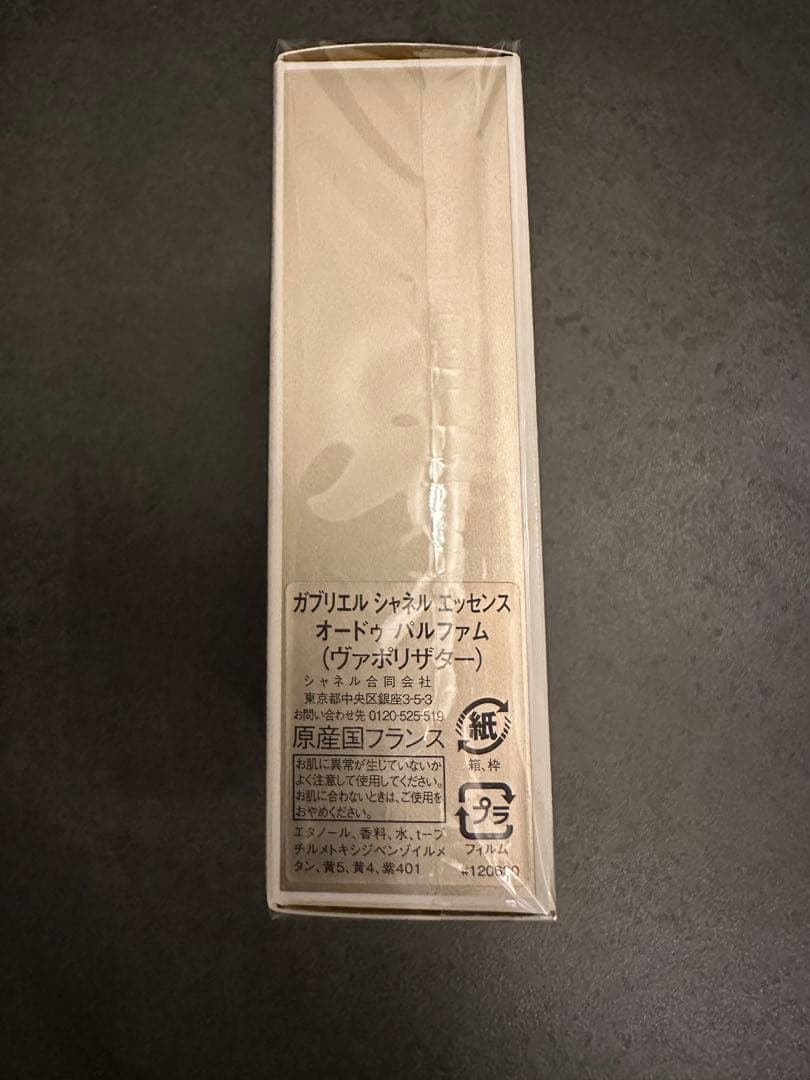 ガブリエル シャネル エッセンス
オードゥ パルファム
(ヴァポリザター)
シャネル合同会社
東京都中央区銀座3-5-3
お問い合わせ先 0120-525-519
原産国フランス
お肌に異常が生じていないか
よく注意して使用してください。
お肌に合わないときは、ご使用を
おやめください。
エタノール、香料、水、t-ブ
チルメトキシジベンゾイルメ
タン、黄5、黄4、紫401
紙
箱、枠
プラ
フィルム